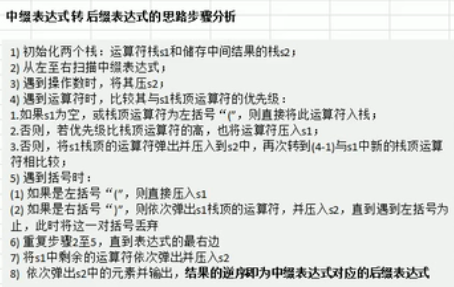 中缀表达式转 后缀表达式的思路步骤分析
1) 初始化两个栈：运算符栈s1和储存中间结果的栈s2；
2) 从左至右扫描中缀表达式；
3) 遇到操作数时，将其压s2；
4) 遇到运算符时，比较其与s1栈顶运算符的优先级：
1.如果s1为空，或栈顶运算符为左括号“(”，则直接将此运算符入栈；
2.否则，若优先级比栈顶运算符的高，也将运算符压入s1；
3.否则，将s1栈顶的运算符弹出并压入到s2中，再次转到(4-1)与s1中新的栈顶运算
符相比较；
5) 遇到括号时：
(1) 如果是左括号“(”，则直接压入s1
(2) 如果是右括号“)”，则依次弹出s1栈顶的运算符，并压入s2，直到遇到左括号为
止，此时将这一对括号丢弃
6) 重复步骤2至5，直到表达式的最右边
7) 将s1中剩余的运算符依次弹出并压入s2
8) 依次弹出s2中的元素并输出，结果的逆序即为中缀表达式对应的后缀表达式